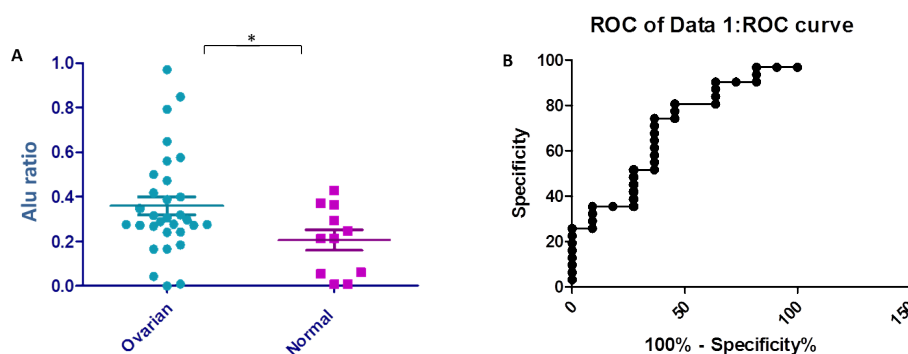 A
*
Alu ratio
1.0
0.8
0.6
0.4
0.2
0.0
Ovarian
Normal
ROC of Data 1:ROC curve
B
Specificity
100
80
60
40
20
0
0
50
100
150
100% - Specificity%